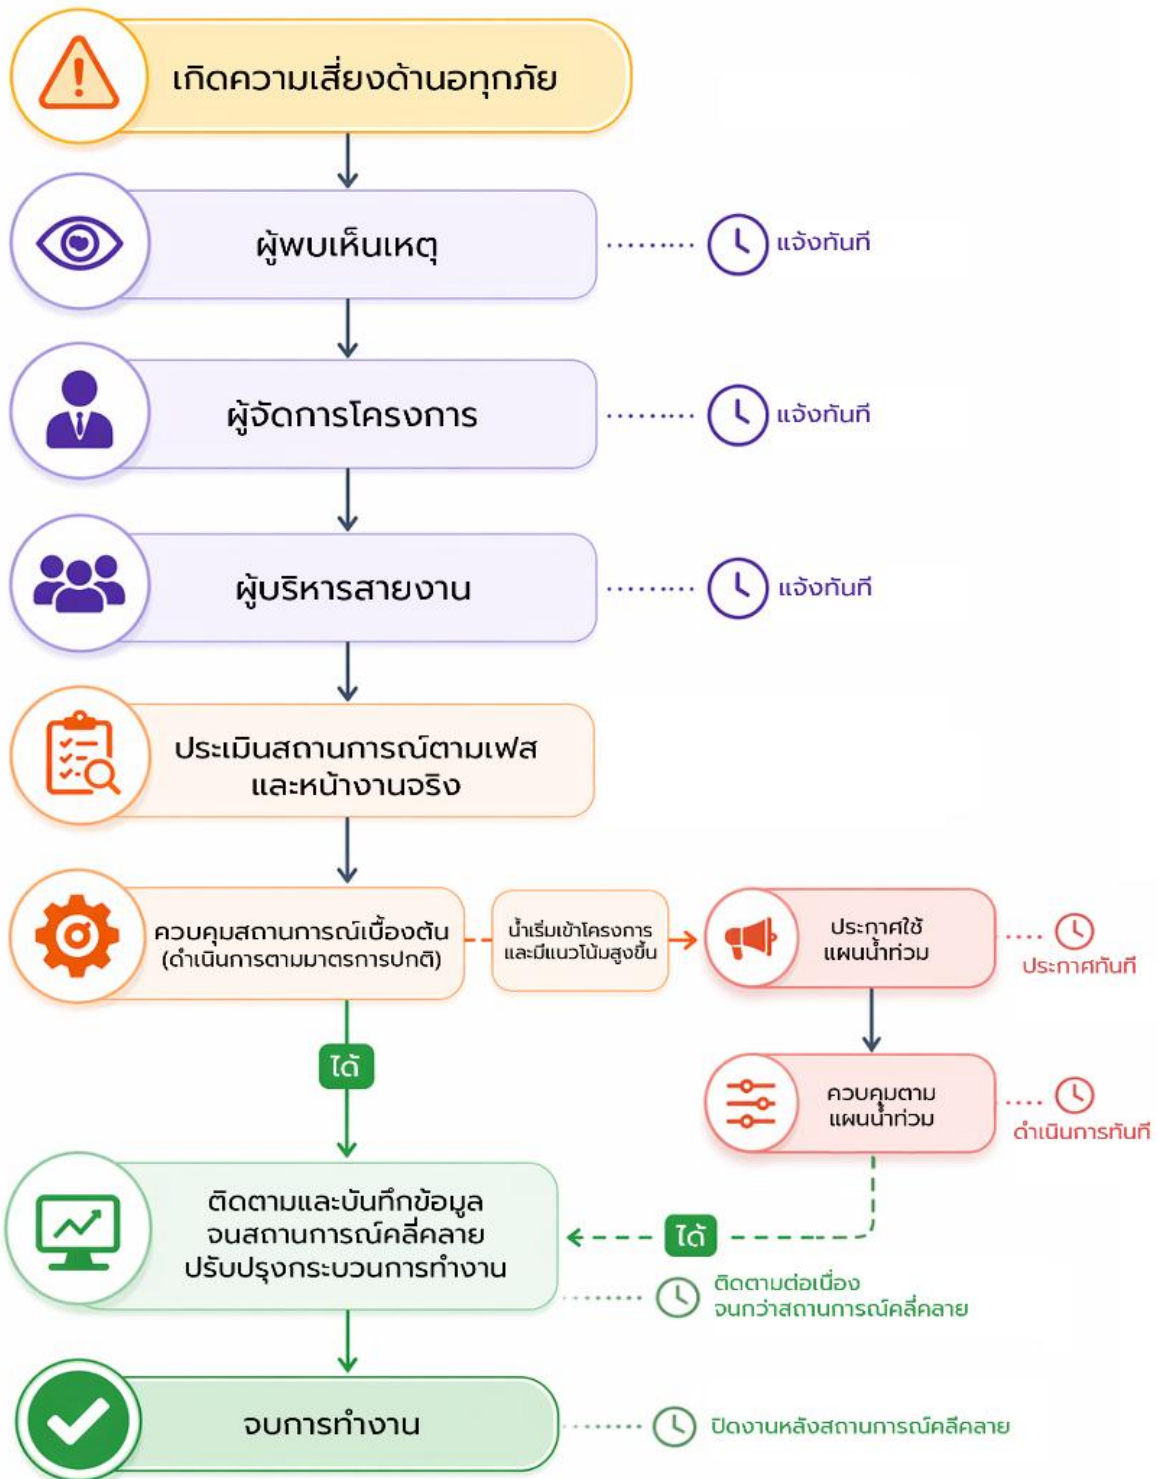 เกิดความเสี่ยงด้านอุทกภัย
ผู้พบเห็นเหตุ
แจ้งทันที
ผู้จัดการโครงการ
แจ้งทันที
ผู้บริหารสายงาน
แจ้งทันที
ประเมินสถานการณ์ตามเฟส
และหน้างานจริง
ควบคุมสถานการณ์เบื้องต้น
(ดำเนินการตามมาตรการปกติ)
น้ำเริ่มเข้าโครงการ
และมีแนวโน้มสูงขึ้น
ประกาศใช้
แผนน้ำท่วม
ประกาศทันที
ได้
ควบคุมตาม
แผนน้ำท่วม
ดำเนินการทันที
ติดตามและบันทึกข้อมูล
จนสถานการณ์คลี่คลาย
ปรับปรุงกระบวนการทำงาน
ได้
ติดตามต่อเนื่อง
จนกว่าสถานการณ์คลี่คลาย
จบการทำงาน
ปิดงานหลังสถานการณ์คลี่คลาย